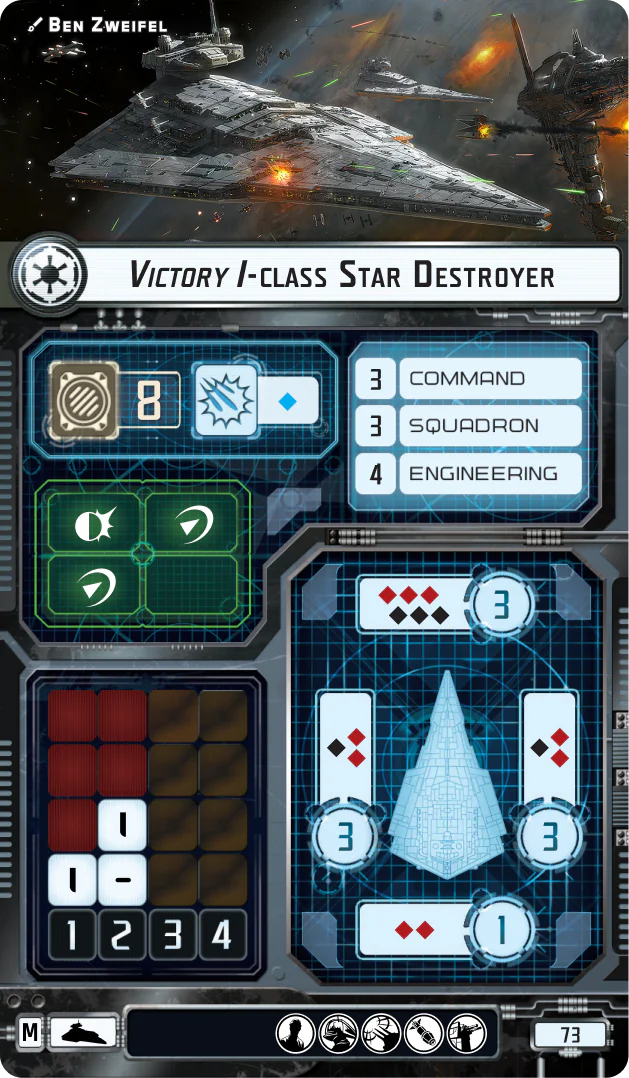 BEN ZWEIFEL
VICTORY I-CLASS STAR DESTROYER
8
3 COMMAND
3 SQUADRON
4 ENGINEERING
3
3 3
1
1
1 -
1 2 3 4
M 73